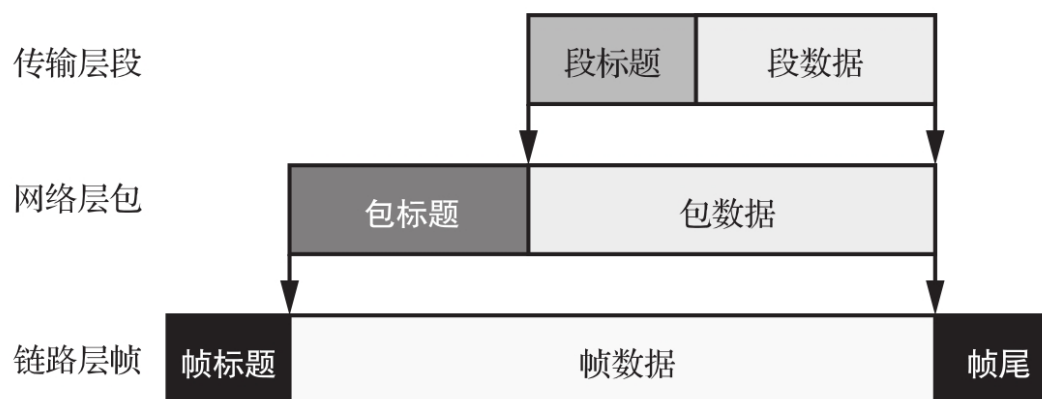 传输层段
段标题
段数据
网络层包
包标题
包数据
链路层帧
帧标题
帧数据
帧尾